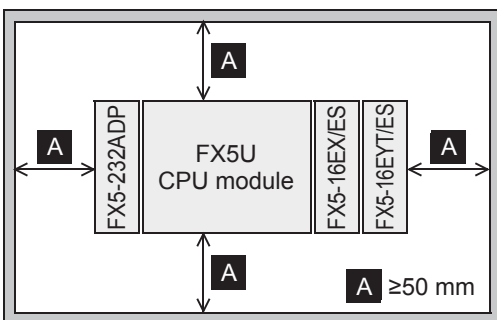 A
A
FX5-232ADP
FX5U
CPU module
FX5-16EX/ES
FX5-16EYT/ES
A
A
A ≥50 mm